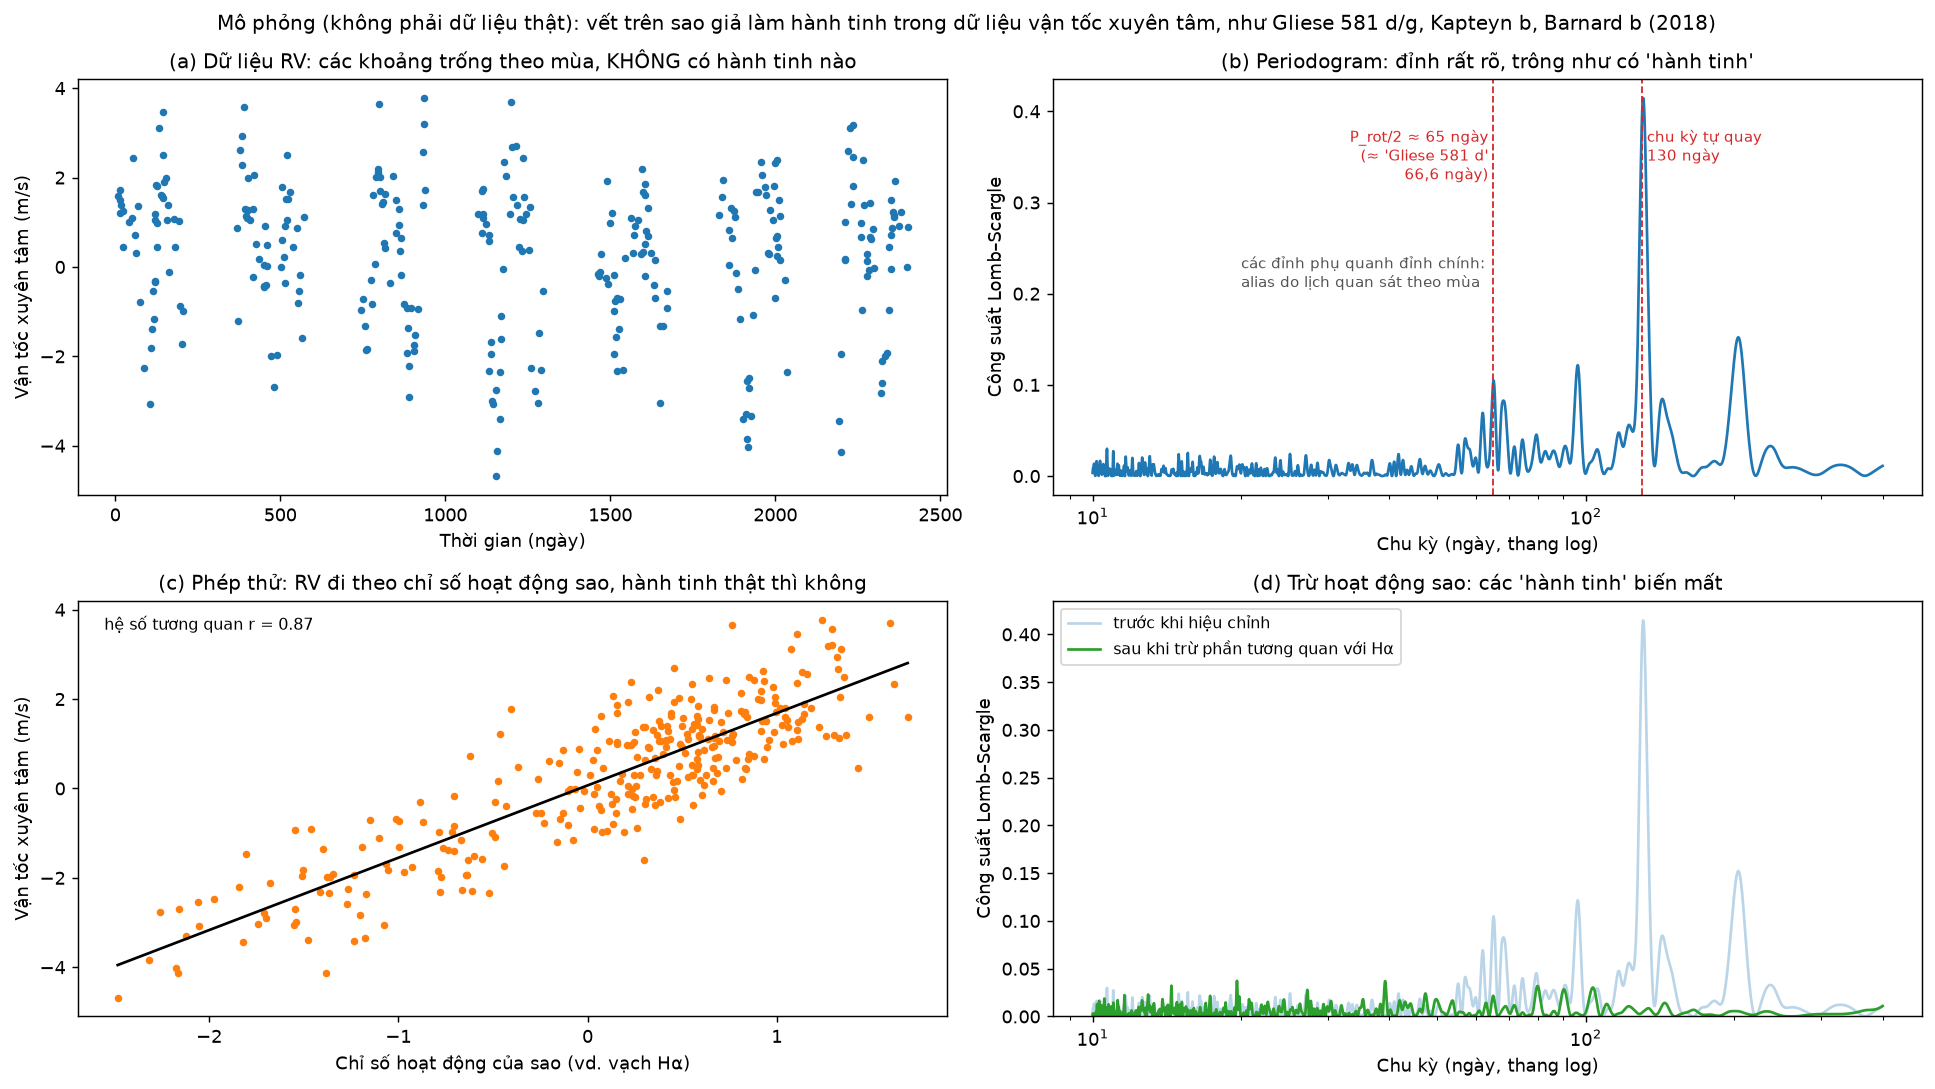 Mô phỏng (không phải dữ liệu thật): vết trên sao giả làm hành tinh trong dữ liệu vận tốc xuyên tâm, như Gliese 581 d/g, Kapteyn b, Barnard b (2018)
(a) Dữ liệu RV: các khoảng trống theo mùa, KHÔNG có hành tinh nào
4
2
0
−2
−4
Vận tốc xuyên tâm (m/s)
0
500
1000
1500
2000
2500
Thời gian (ngày)
(b) Periodogram: đỉnh rất rõ, trông như có 'hành tinh'
0.4
0.3
0.2
0.1
0.0
Công suất Lomb–Scargle
P_rot/2 ≈ 65 ngày
(≈ 'Gliese 581 d'
66,6 ngày)
chu kỳ tự quay
130 ngày
các đỉnh phụ quanh đỉnh chính:
alias do lịch quan sát theo mùa
10¹
10²
Chu kỳ (ngày, thang log)
(c) Phép thử: RV đi theo chỉ số hoạt động sao, hành tinh thật thì không
hệ số tương quan r = 0.87
4
2
0
−2
−4
Vận tốc xuyên tâm (m/s)
−2
−1
0
1
Chỉ số hoạt động của sao (vd. vạch Hα)
(d) Trừ hoạt động sao: các 'hành tinh' biến mất
trước khi hiệu chỉnh
sau khi trừ phần tương quan với Hα
0.40
0.35
0.30
0.25
0.20
0.15
0.10
0.05
0.00
Công suất Lomb–Scargle
10¹
10²
Chu kỳ (ngày, thang log)